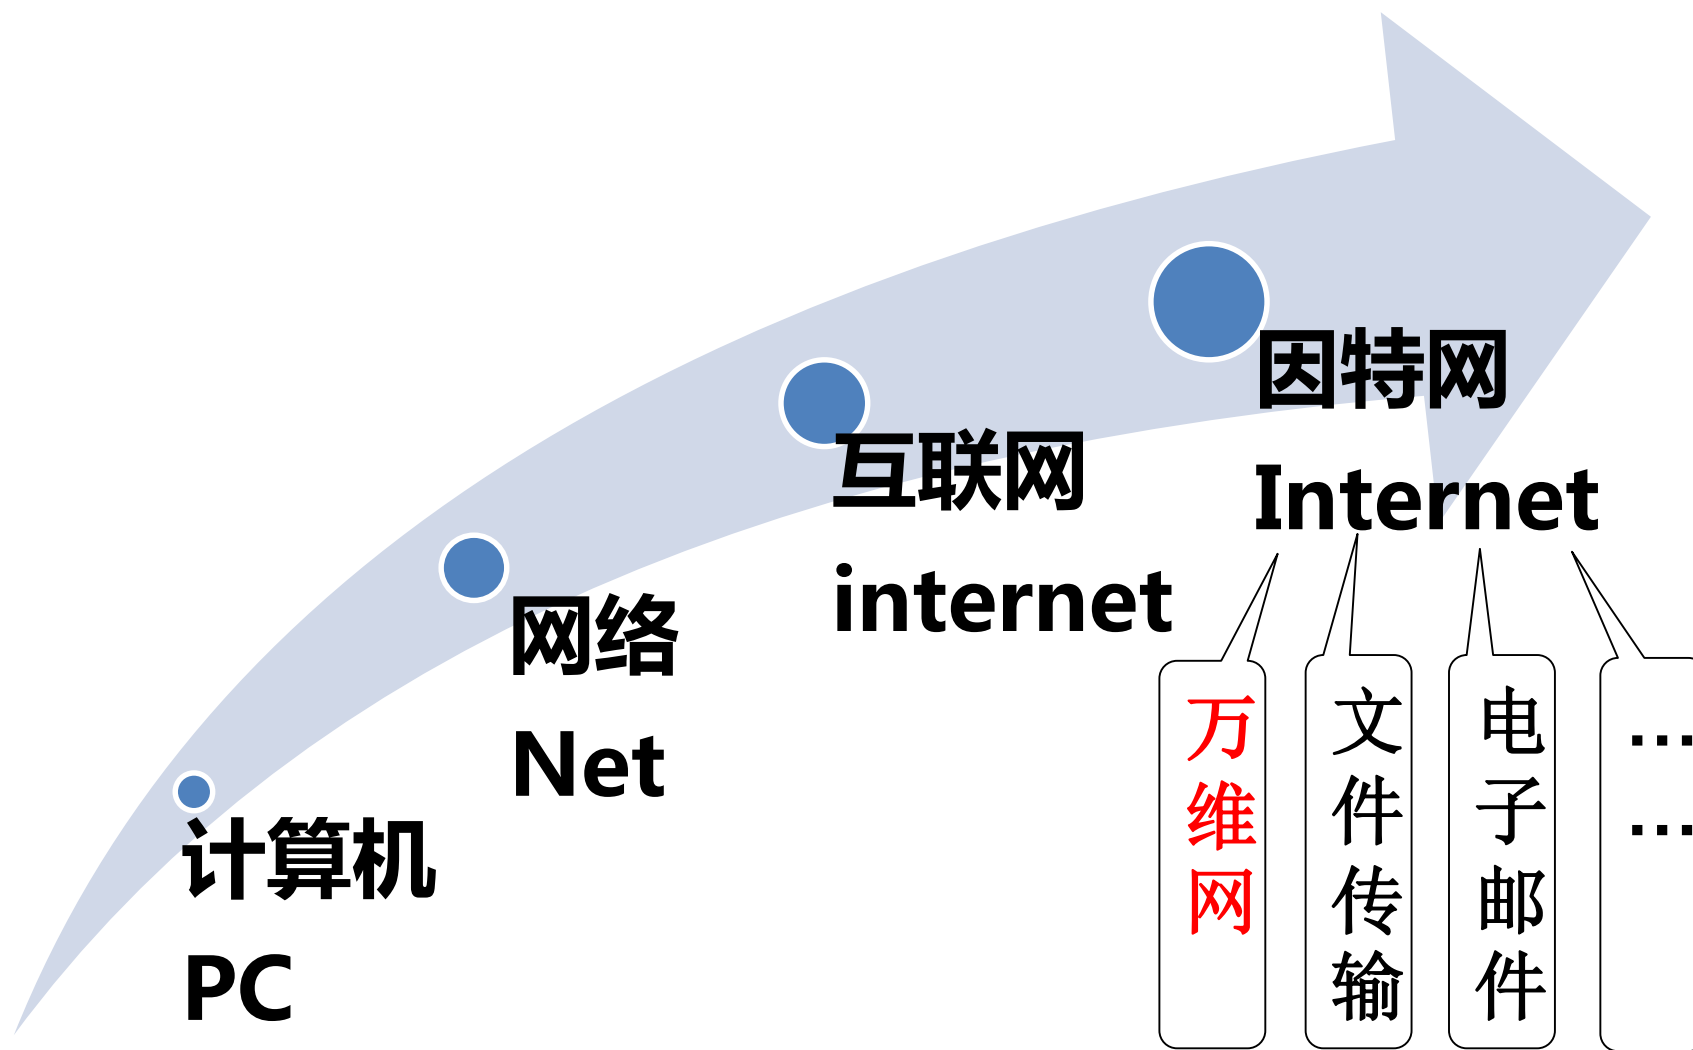 因特网
Internet
互联网
internet
网络
Net
计算机
PC
万维网
文件传输
电子邮件
……